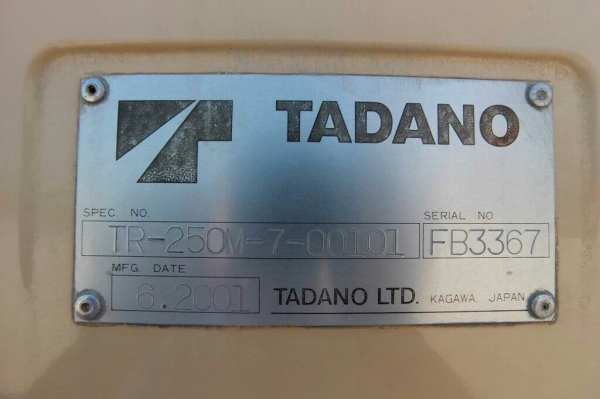 TADANO
SPEC. NO. SERIAL NO
TR-250M-7-00101 FB3367
MFG. DATE
6.2001 TADANO LTD. KAGAWA, JAPAN